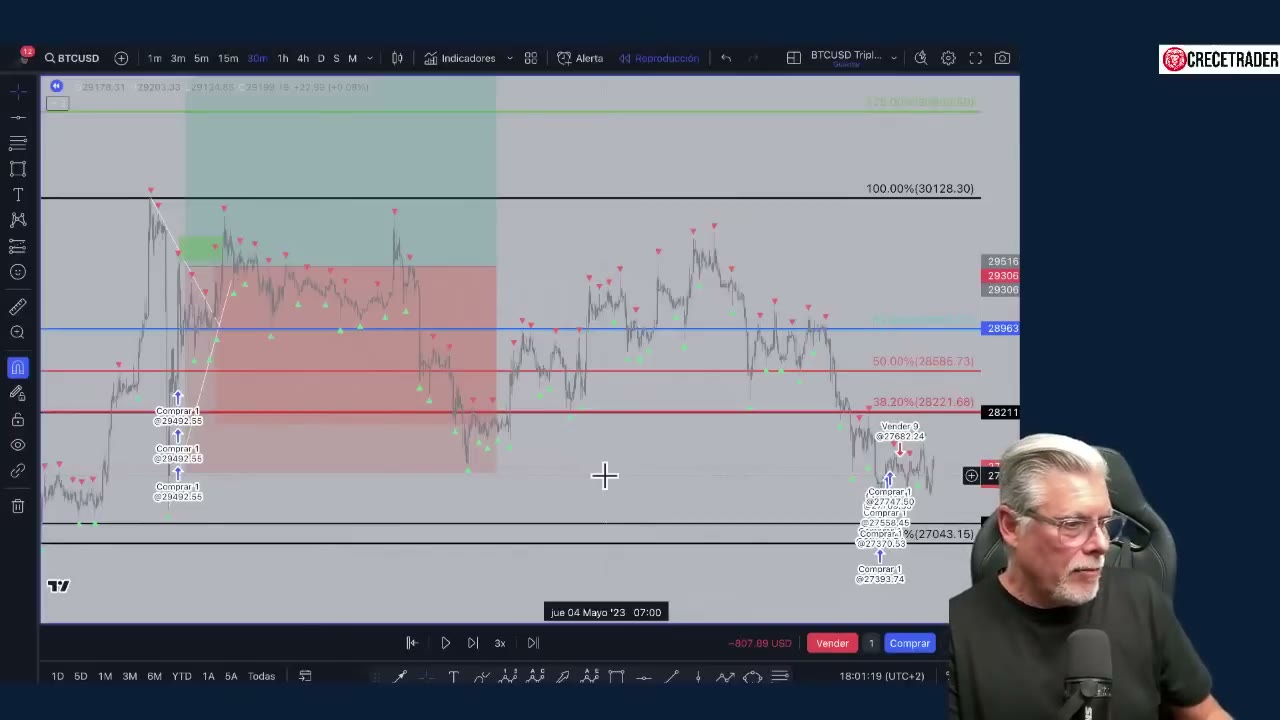 CRECETRADER
12
BTCUSD
1m 3m 5m 15m 30m 1h 4h D S M
Indicadores
Alerta
Reproducción
BTCUSD Tripl...
100.00%(30128.30)
29516
29306
29306
28963
50.00%(28585.73)
38.20%(28221.68)
28211
Comprar 1
@29492.55
Comprar 1
@29492.55
Comprar 1
@29492.55
Vender 9
@27682.24
Comprar 1
@27747.50
@27558.45
Comprar 1
@27370.53
%(27043.15)
Comprar 1
@27393.74
27
jue 04 Mayo '23 07:00
3x
−807.89 USD
Vender
1
Comprar
1D 5D 1M 3M 6M YTD 1A 5A Todas
18:01:19 (UTC+2)